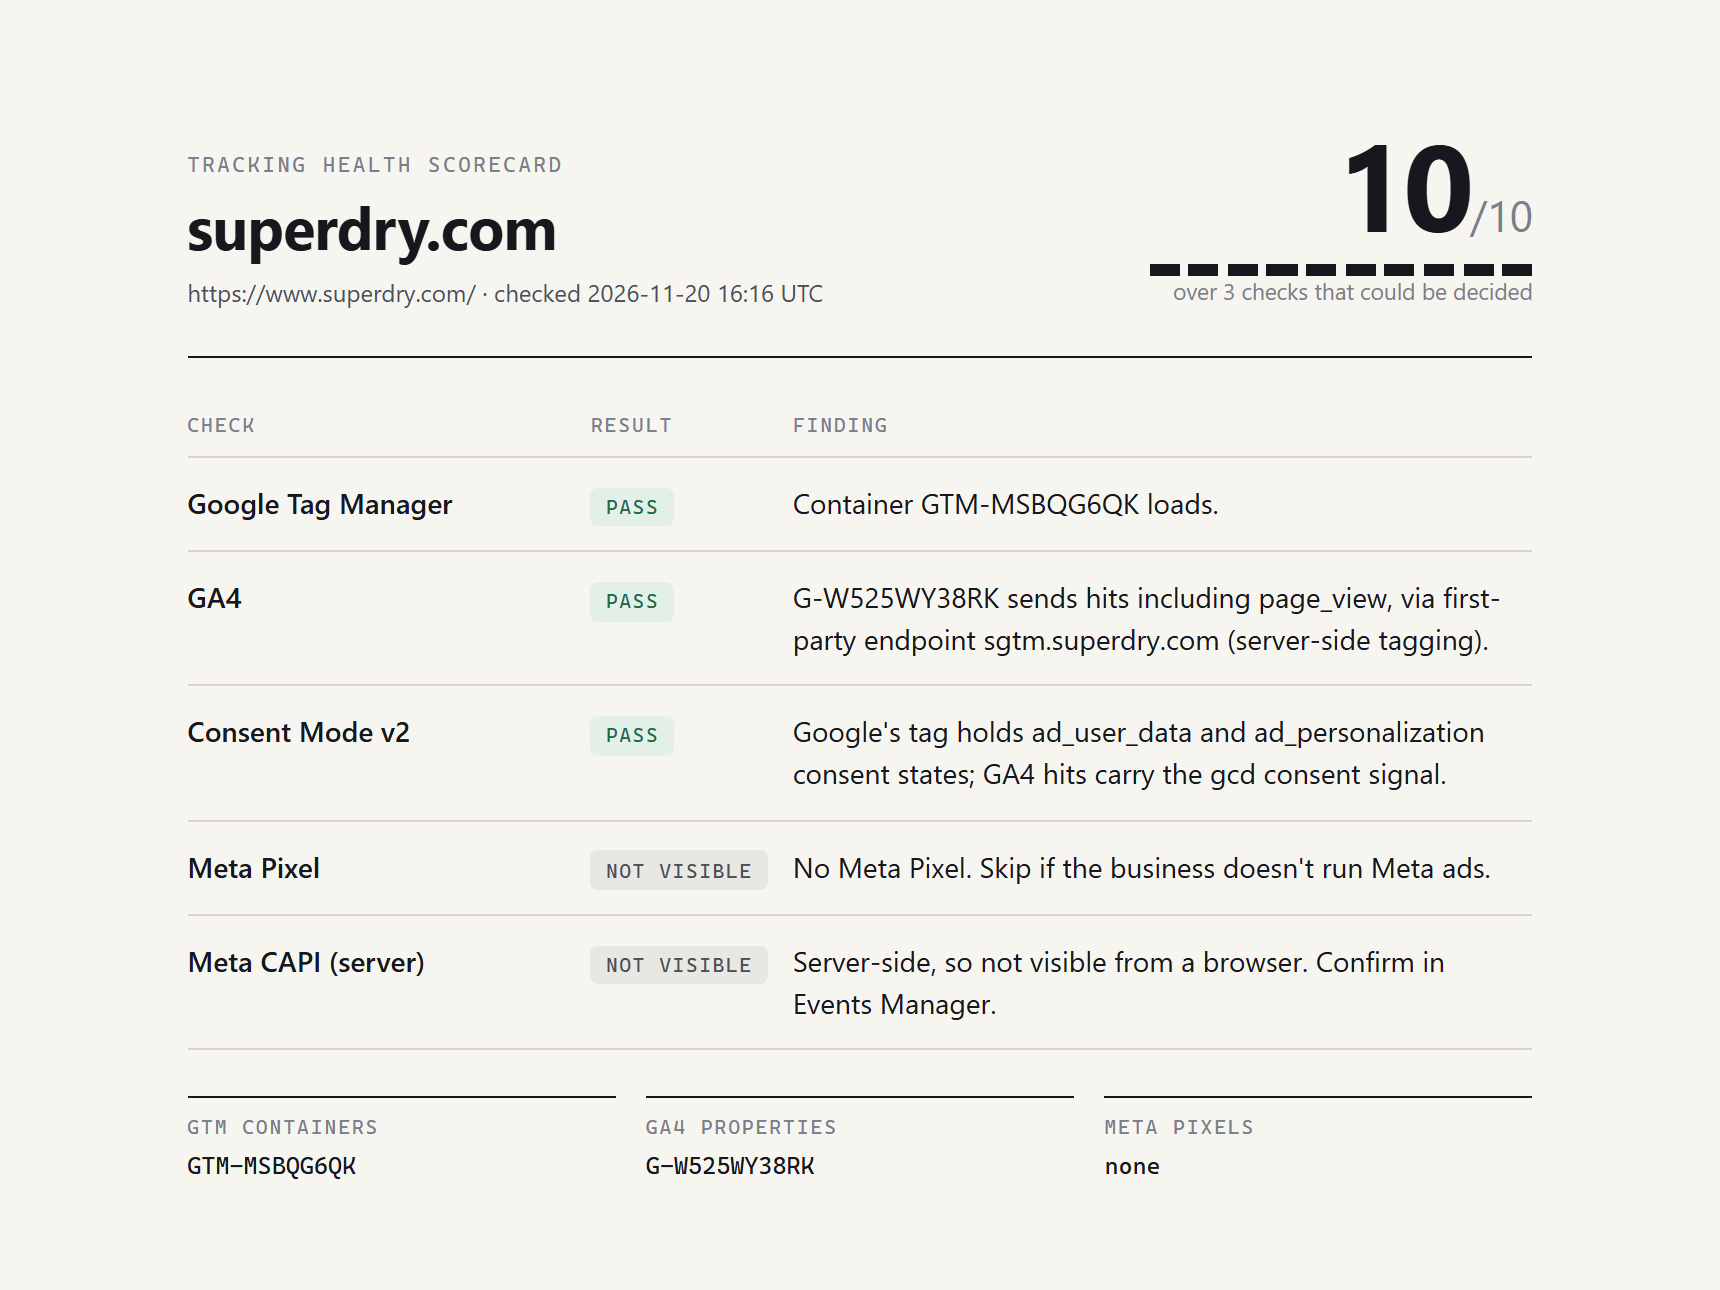 TRACKING HEALTH SCORECARD
superdry.com
https://www.superdry.com/ · checked 2026-11-20 16:16 UTC
10/10
over 3 checks that could be decided
CHECK RESULT FINDING
Google Tag Manager PASS Container GTM-MSBQG6QK loads.
GA4 PASS G-W525WY38RK sends hits including page_view, via first-
party endpoint sgtm.superdry.com (server-side tagging).
Consent Mode v2 PASS Google's tag holds ad_user_data and ad_personalization
consent states; GA4 hits carry the gcd consent signal.
Meta Pixel NOT VISIBLE No Meta Pixel. Skip if the business doesn't run Meta ads.
Meta CAPI (server) NOT VISIBLE Server-side, so not visible from a browser. Confirm in
Events Manager.
GTM CONTAINERS
GTM-MSBQG6QK
GA4 PROPERTIES
G-W525WY38RK
META PIXELS
none